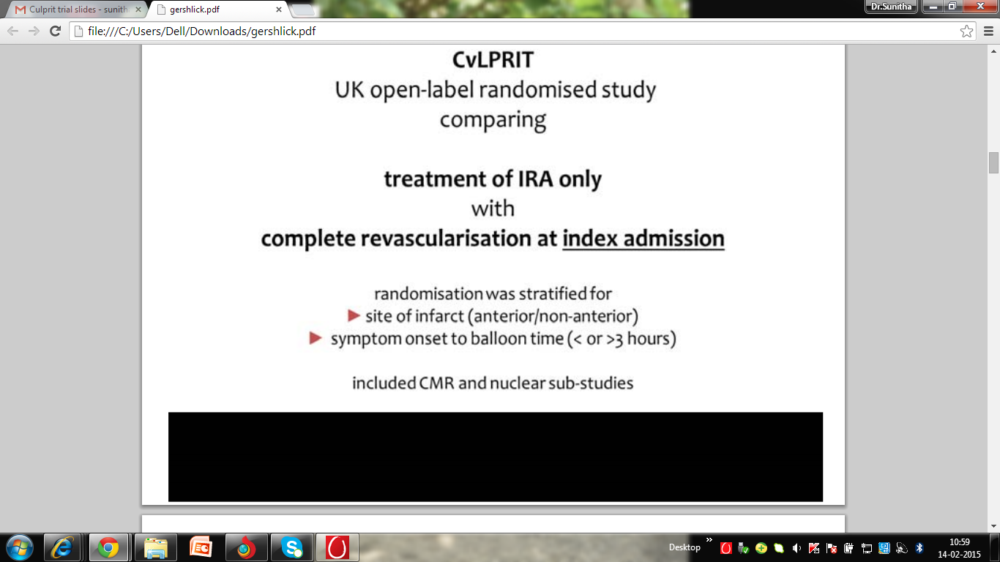 Culprit trial slides - sunith
gershlick.pdf
Dr.Sunitha
file:///C:/Users/Dell/Downloads/gershlick.pdf
CvLPRIT
UK open-label randomised study
comparing
treatment of IRA only
with
complete revascularisation at index admission
randomisation was stratified for
► site of infarct (anterior/non-anterior)
► symptom onset to balloon time (< or >3 hours)
included CMR and nuclear sub-studies
Desktop
10:59
14-02-2015